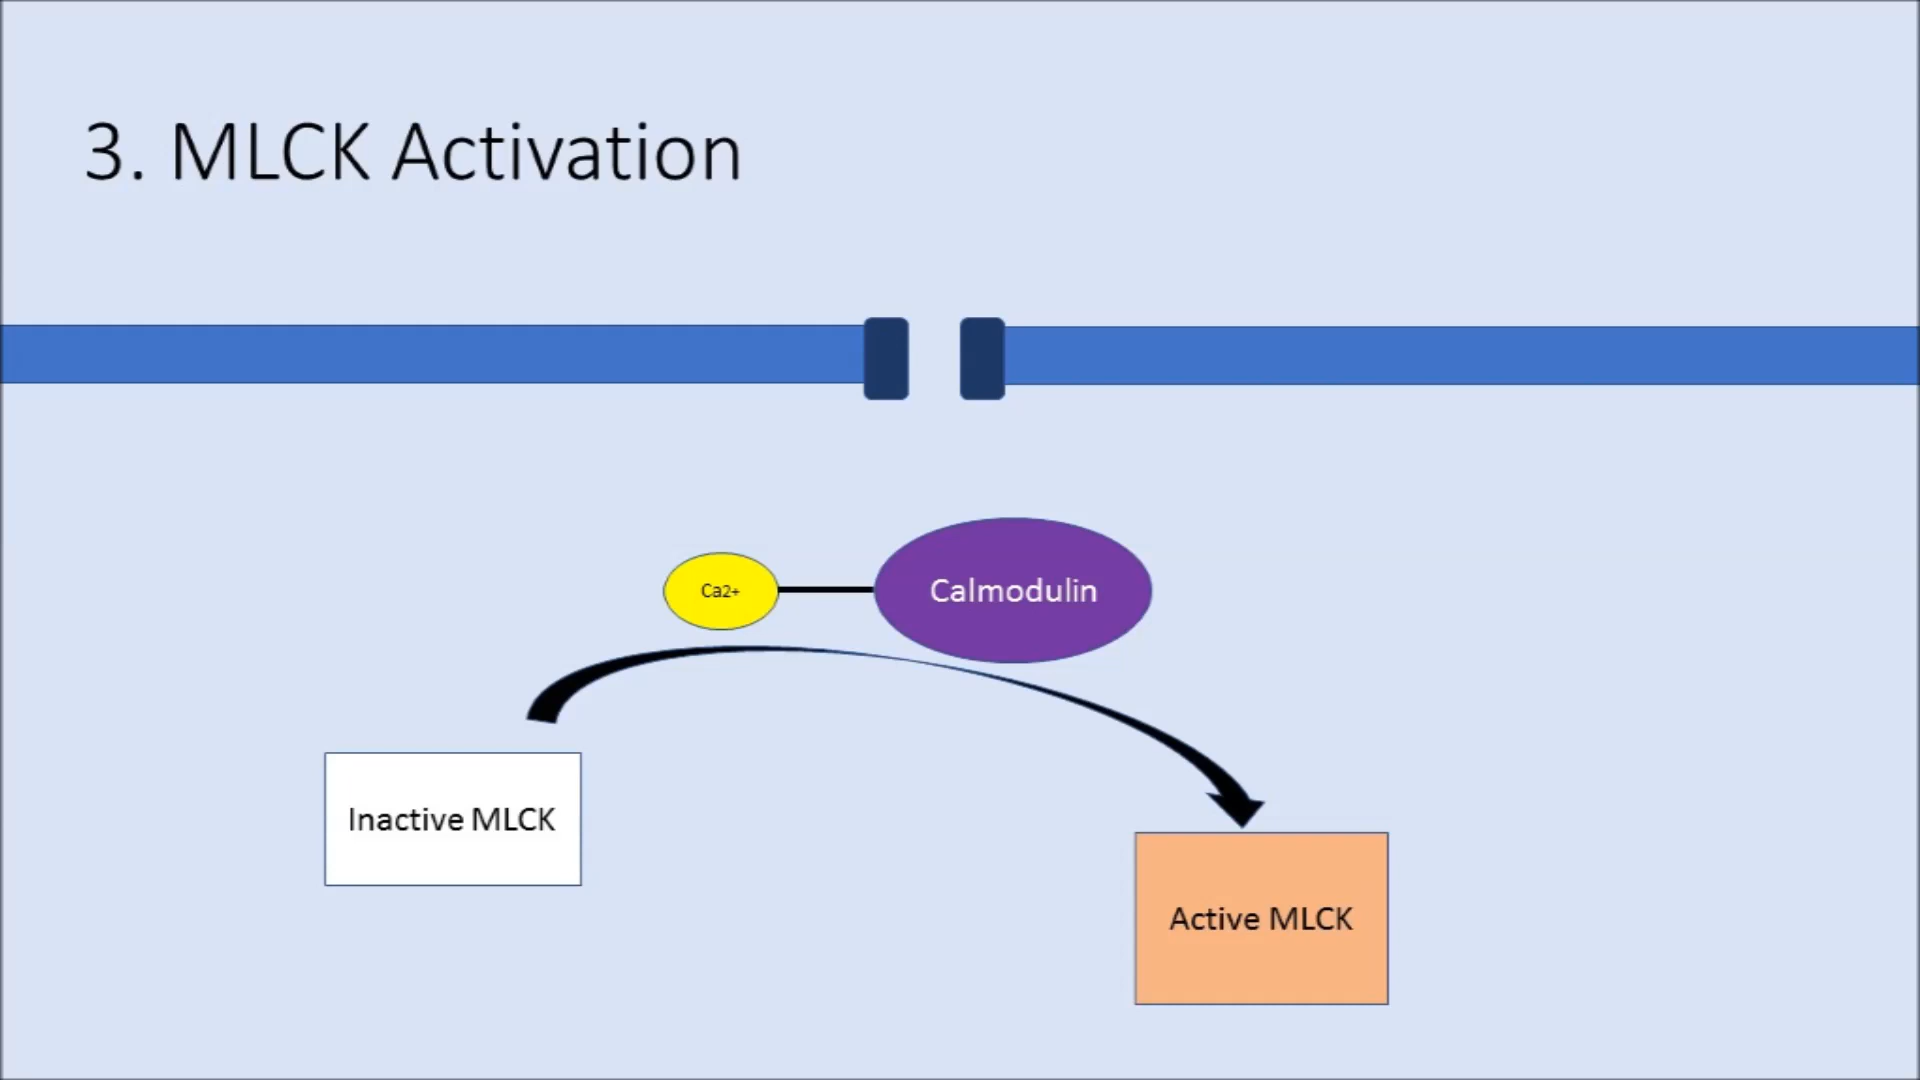 3. MLCK Activation
Ca2+
Calmodulin
Inactive MLCK
Active MLCK